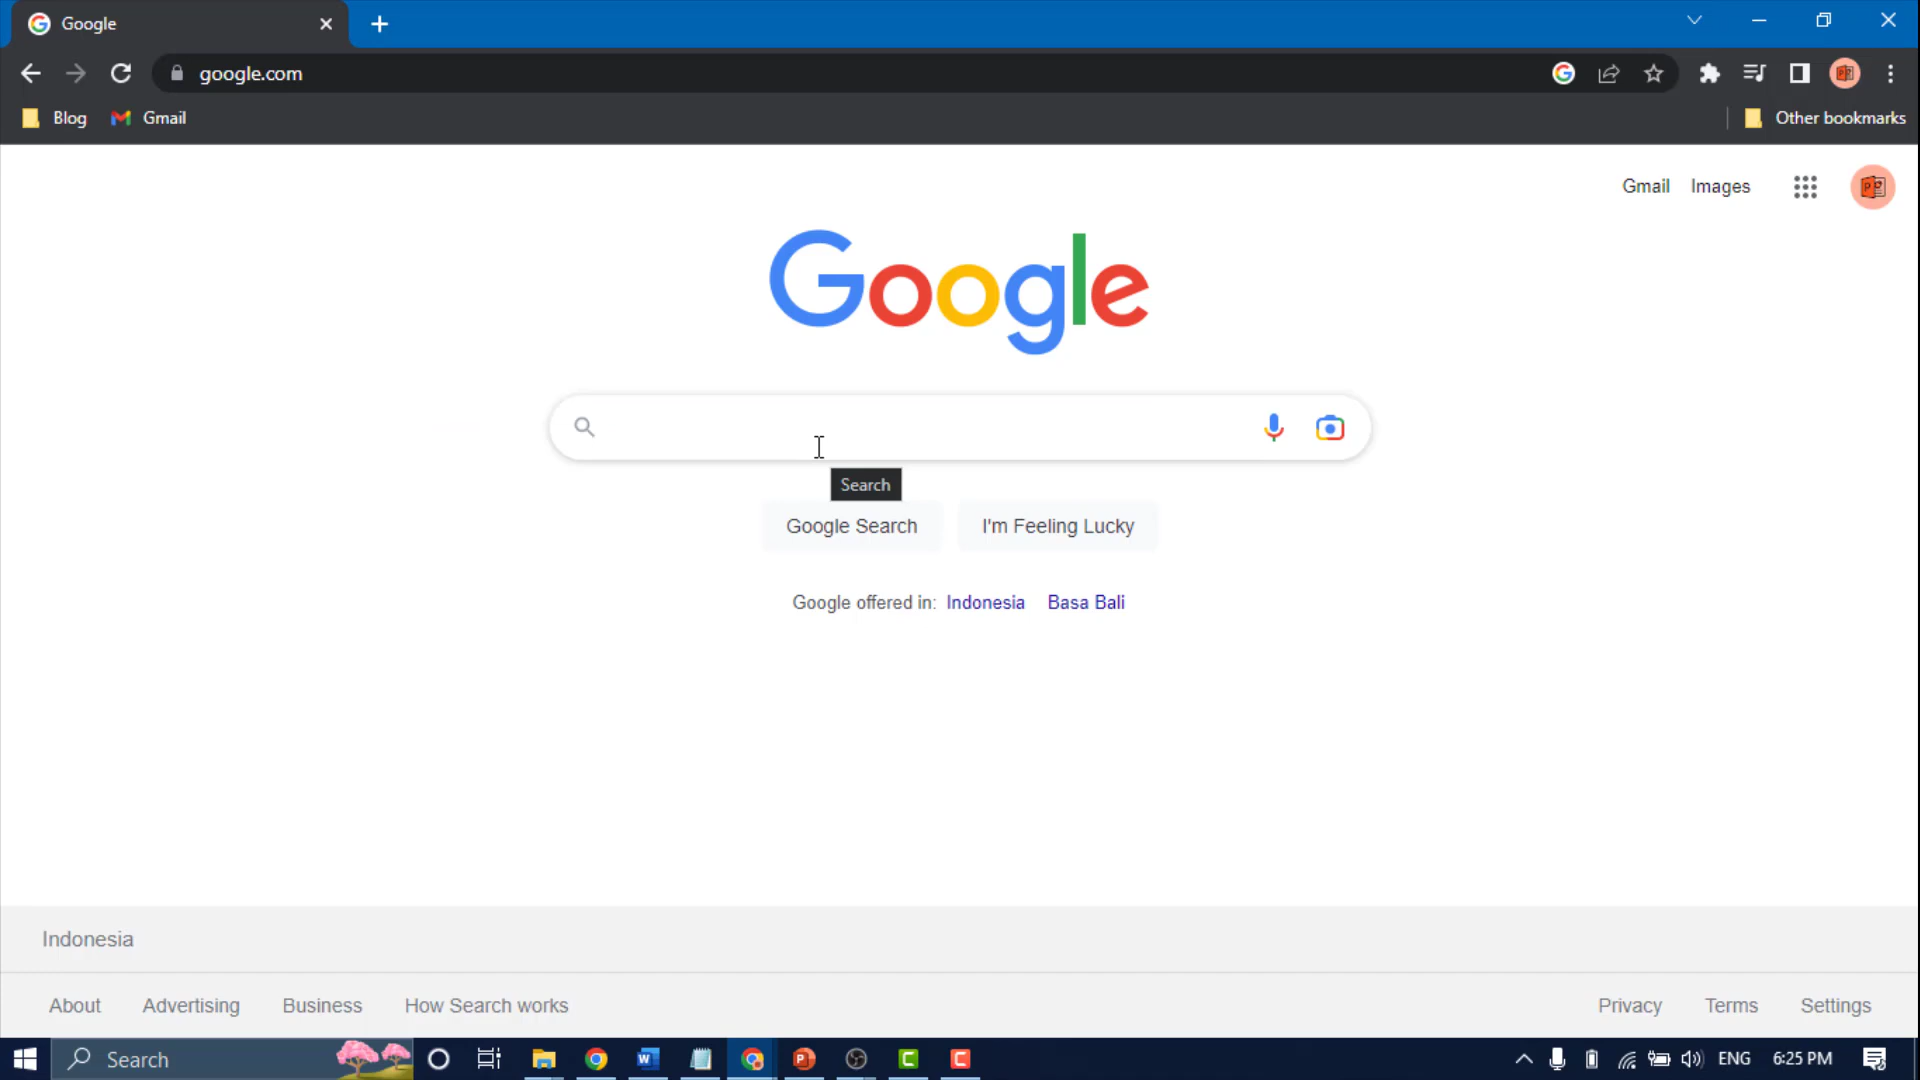 Google
google.com
Blog
Gmail
Other bookmarks
Gmail Images
Google
Search
Google Search I'm Feeling Lucky
Google offered in: Indonesia Basa Bali
Indonesia
About Advertising Business How Search works Privacy Terms Settings
Search ENG 6:25 PM